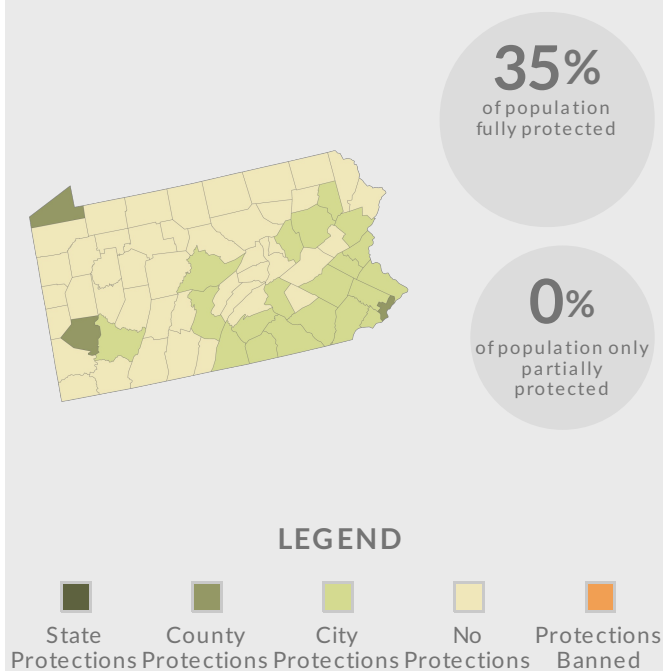 35%
of population
fully protected
0%
of population only
partially
protected
LEGEND
State
Protections
County
Protections
City
Protections
No
Protections
Protections
Banned